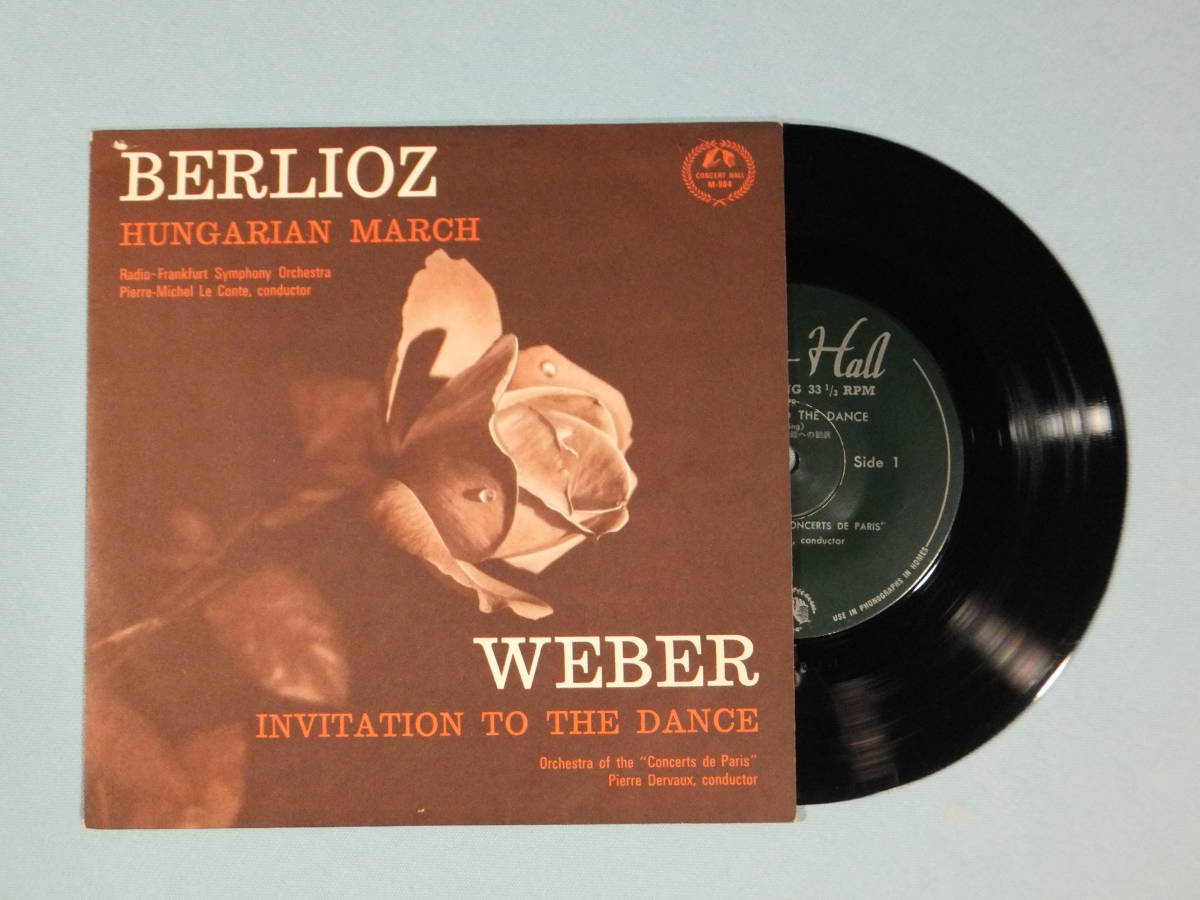 BERLIOZ
HUNGARIAN MARCH
Radio-Frankfurt Symphony Orchestra
Pierre-Michel Le Conte, conductor
CONCERT HALL
M-984
WEBER
INVITATION TO THE DANCE
Orchestra of the "Concerts de Paris"
Pierre Dervaux, conductor
Hall
33 1/3 RPM
THE DANCE
Side 1
CONCERTS DE PARIS"
conductor
USE IN PHONOGRAPHS IN HOMES